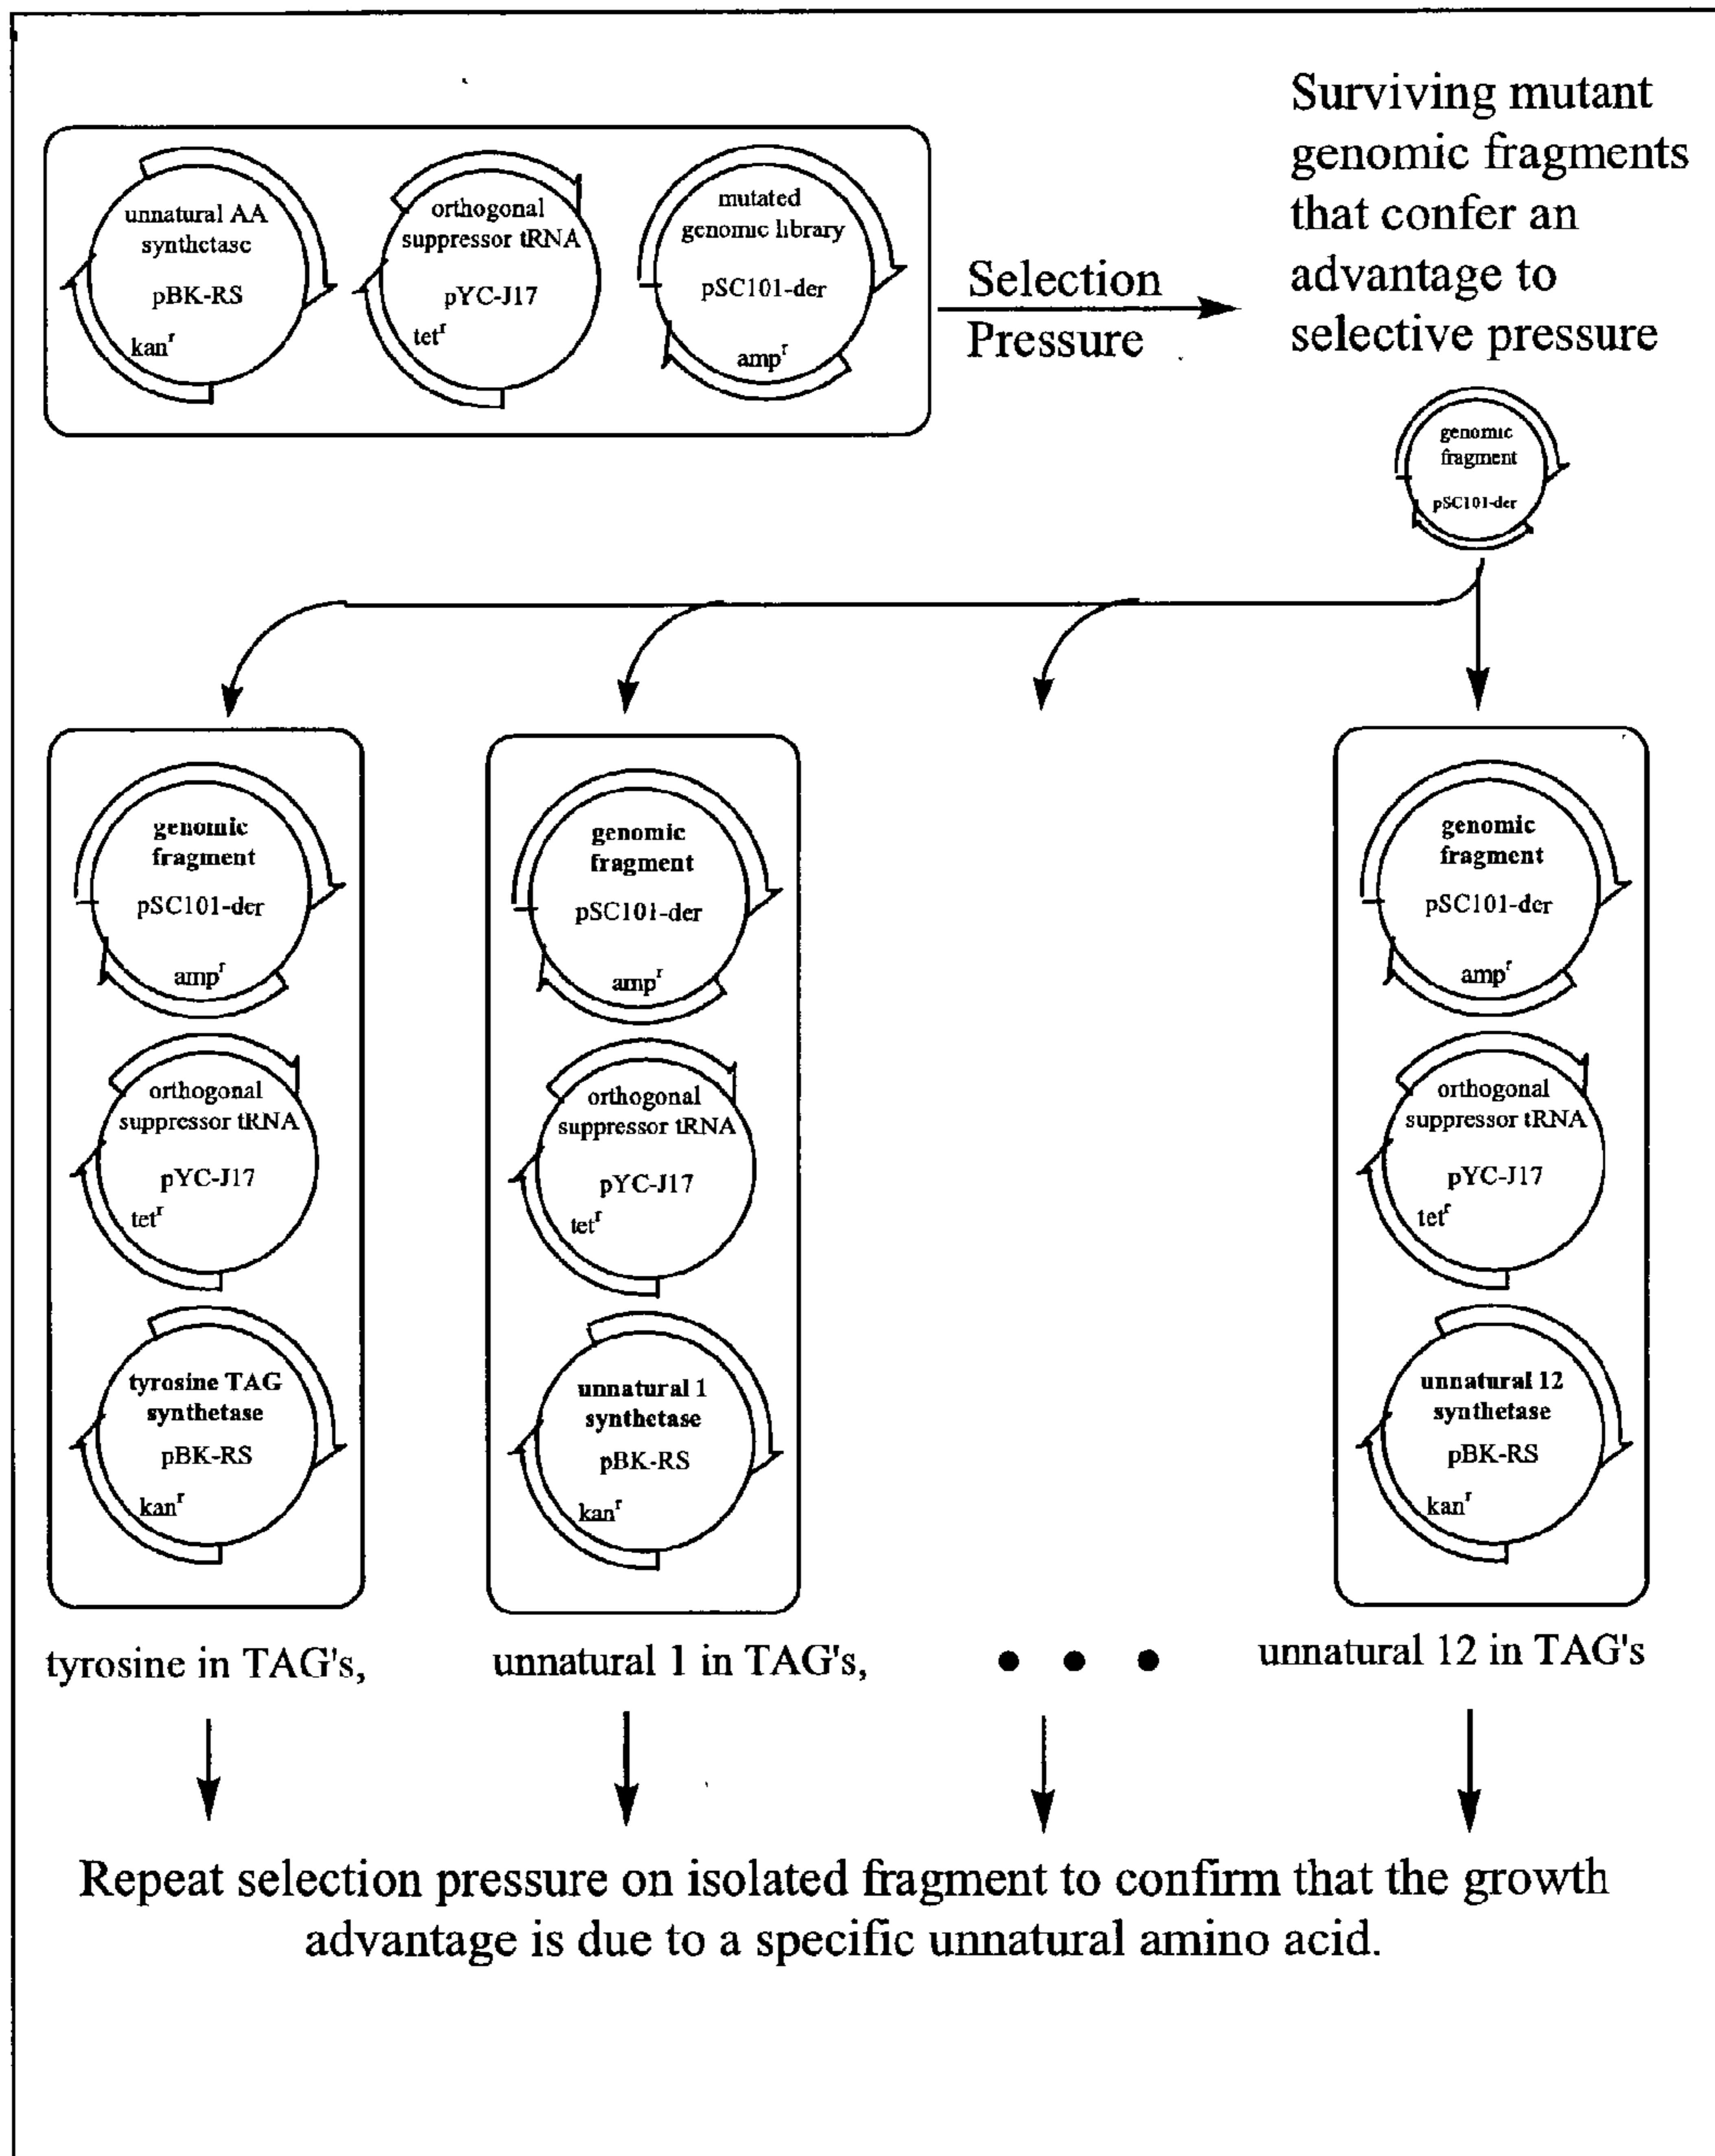 unnatural AA
synthetase
pBK-RS
kanʳ
orthogonal
suppressor tRNA
pYC-J17
tetʳ
mutated
genomic library
pSC101-der
ampʳ
Selection
Pressure
Surviving mutant
genomic fragments
that confer an
advantage to
selective pressure
genomic
fragment
pSC101-der
genomic
fragment
pSC101-der
ampʳ
orthogonal
suppressor tRNA
pYC-J17
tetʳ
tyrosine TAG
synthetase
pBK-RS
kanʳ
genomic
fragment
pSC101-der
ampʳ
orthogonal
suppressor tRNA
pYC-J17
tetʳ
unnatural 1
synthetase
pBK-RS
kanʳ
genomic
fragment
pSC101-der
ampʳ
orthogonal
suppressor tRNA
pYC-J17
tetʳ
unnatural 12
synthetase
pBK-RS
kanʳ
tyrosine in TAG's,
unnatural 1 in TAG's,
• • •
unnatural 12 in TAG's
Repeat selection pressure on isolated fragment to confirm that the growth
advantage is due to a specific unnatural amino acid.